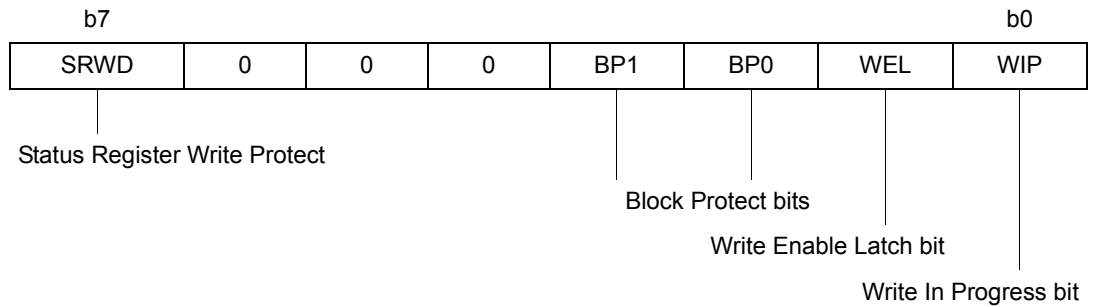 b7 b0
SRWD 0 0 0 BP1 BP0 WEL WIP
Status Register Write Protect
Block Protect bits
Write Enable Latch bit
Write In Progress bit